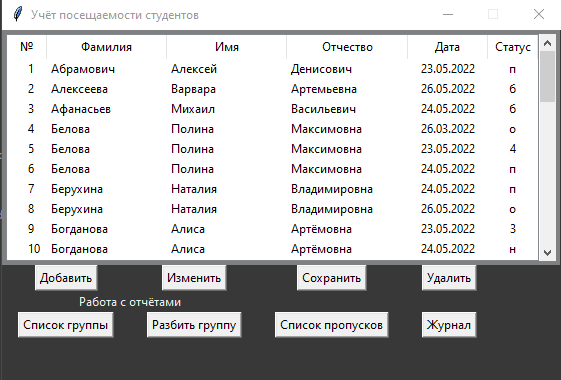 Учёт посещаемости студентов
№ Фамилия Имя Отчество Дата Статус
1 Абрамович Алексей Денисович 23.05.2022 п
2 Алексеева Варвара Артемьевна 26.05.2022 б
3 Афанасьев Михаил Васильевич 24.05.2022 б
4 Белова Полина Максимовна 26.03.2022 о
5 Белова Полина Максимовна 23.05.2022 4
6 Белова Полина Максимовна 24.05.2022 п
7 Берухина Наталия Владимировна 24.05.2022 п
8 Берухина Наталия Владимировна 26.05.2022 о
9 Богданова Алиса Артёмовна 23.05.2022 3
10 Богданова Алиса Артёмовна 24.05.2022 н
Добавить Изменить Сохранить Удалить
Работа с отчётами
Список группы Разбить группу Список пропусков Журнал